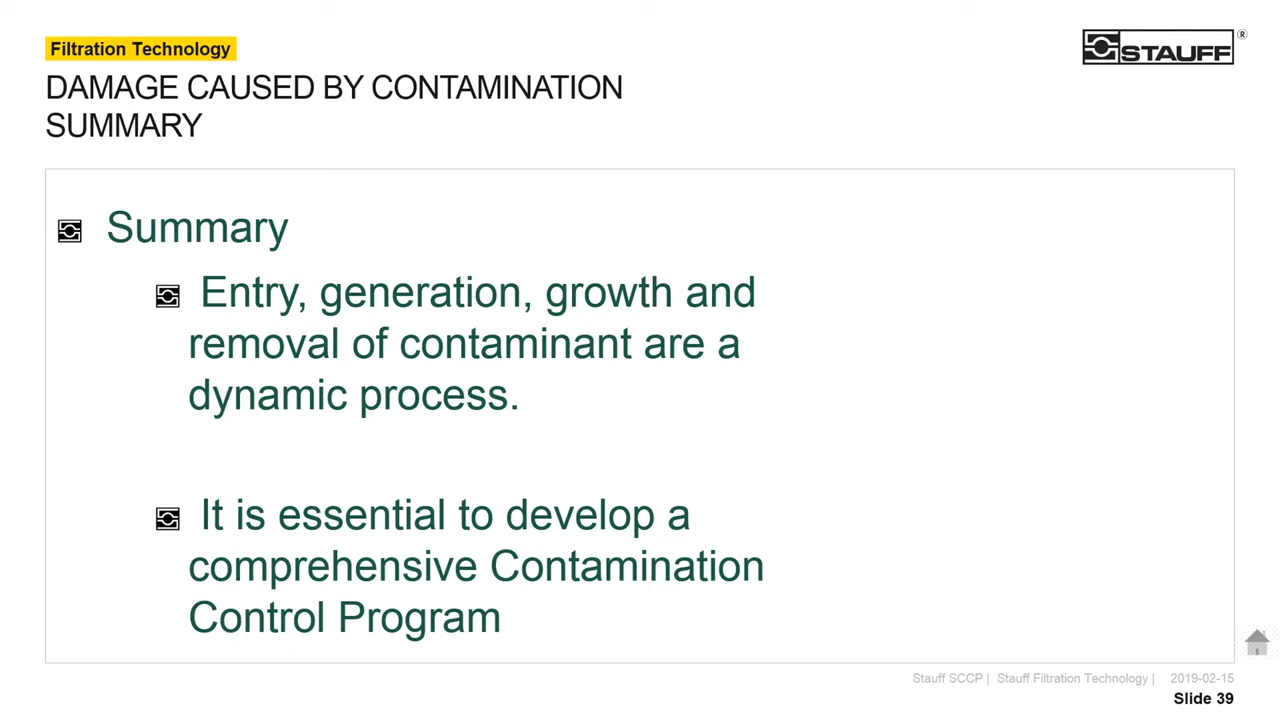 Filtration Technology
STAUFF®
DAMAGE CAUSED BY CONTAMINATION
SUMMARY
Summary
Entry, generation, growth and
removal of contaminant are a
dynamic process.
It is essential to develop a
comprehensive Contamination
Control Program
Stauff SCCP | Stauff Filtration Technology | 2019-02-15
Slide 39